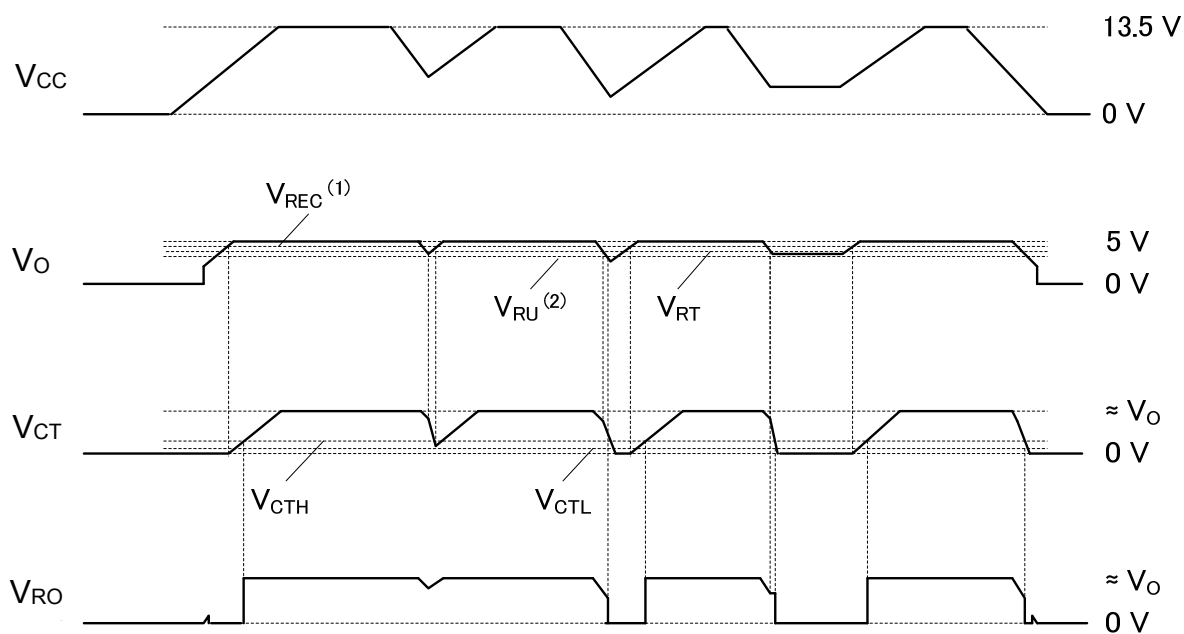 13.5 V
VCC
0 V
VREC (1)
VO
5 V
0 V
VRU (2)
VRT
VCT
≈ VO
0 V
VCTH
VCTL
VRO
≈ VO
0 V